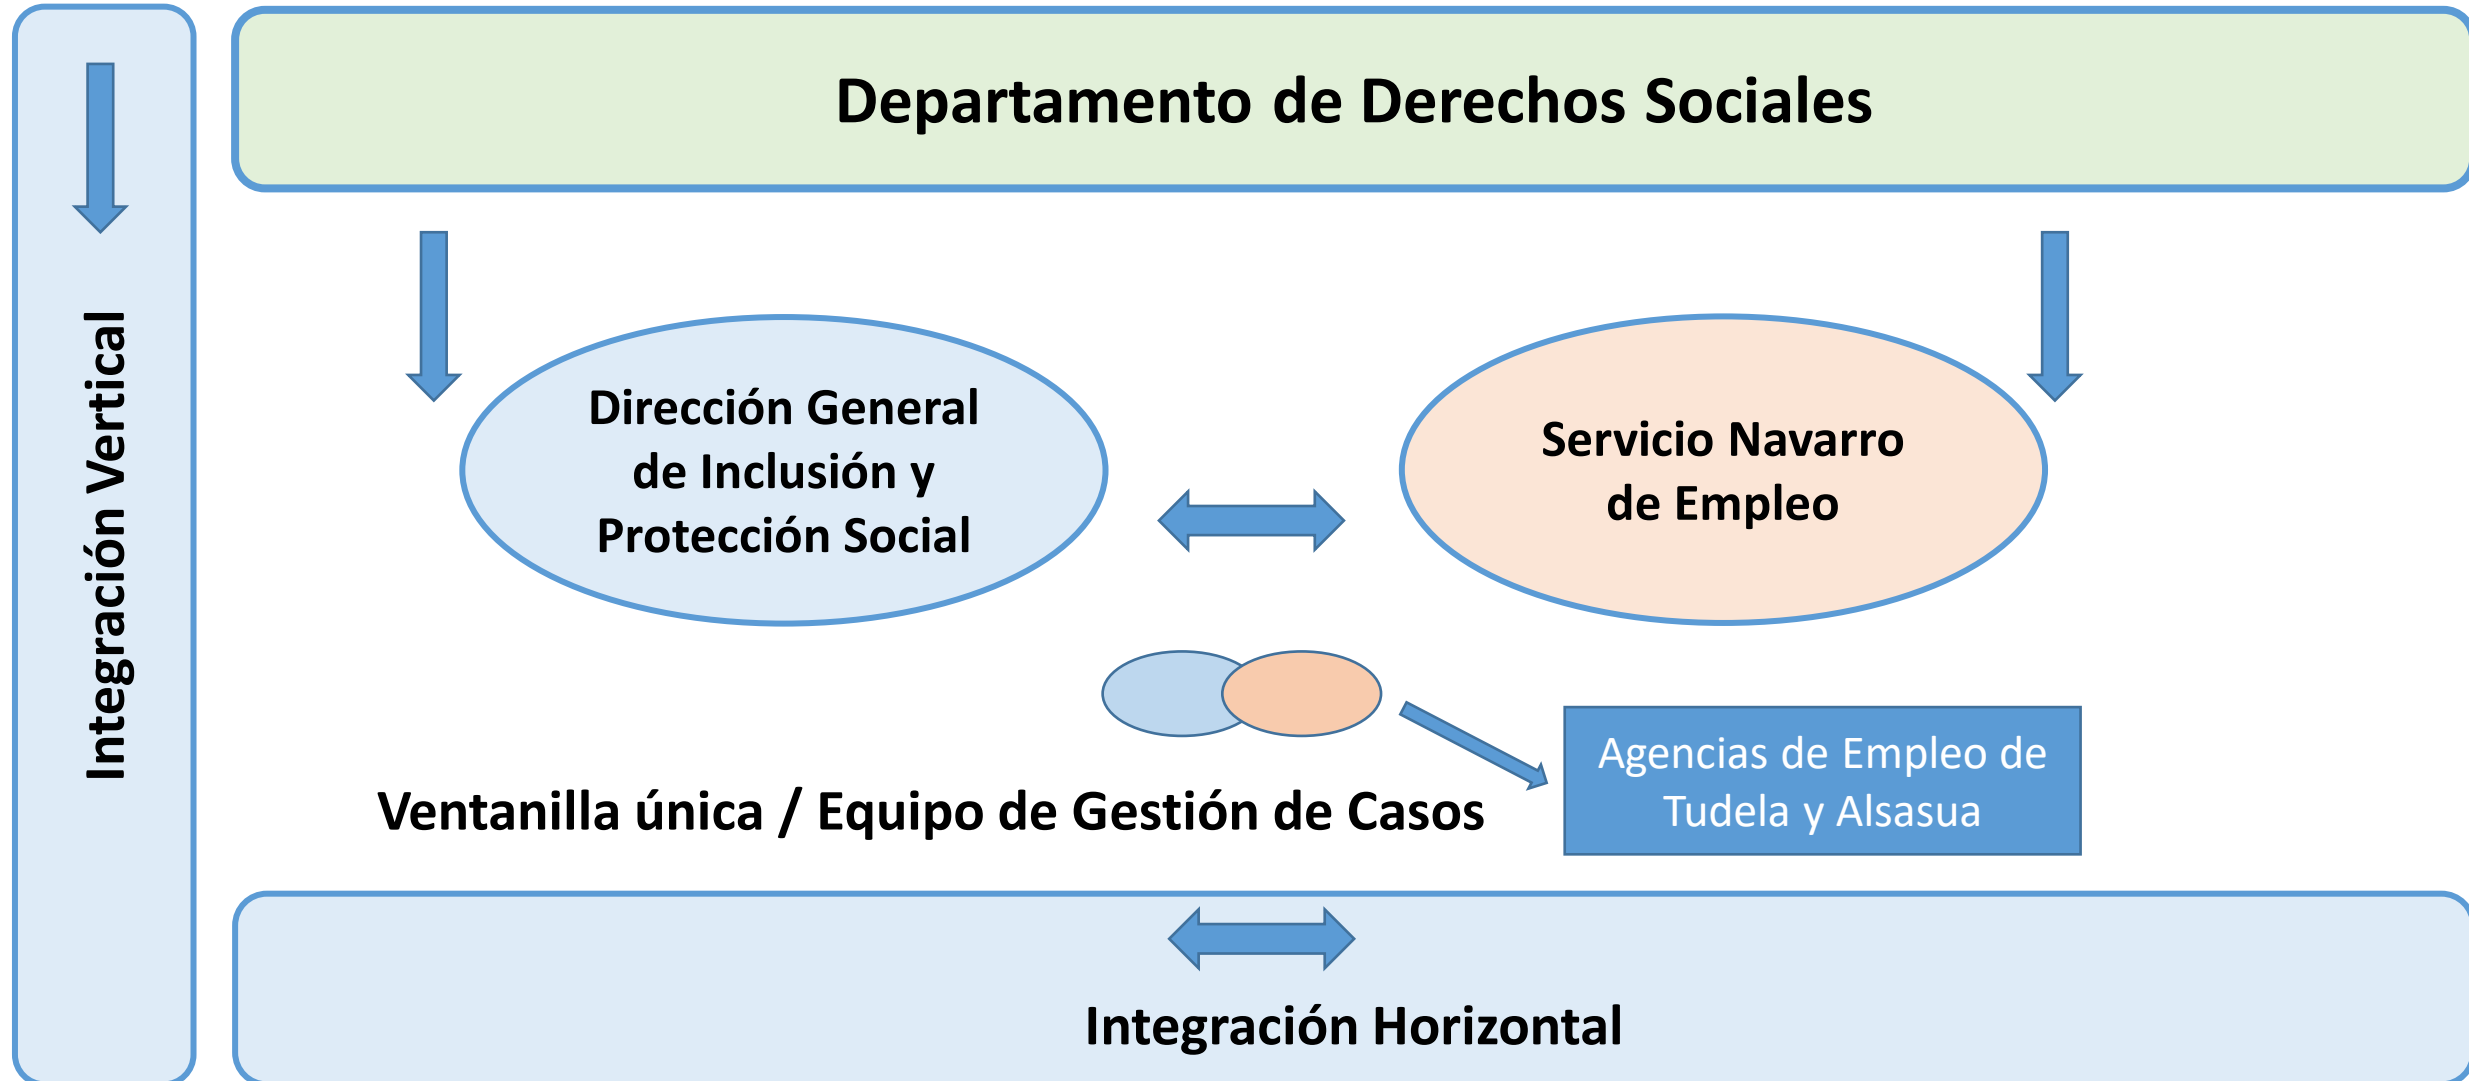 Departamento de Derechos Sociales
Integración Vertical
Dirección General
de Inclusión y
Protección Social
Servicio Navarro
de Empleo
Agencias de Empleo de
Tudela y Alsasua
Ventanilla única / Equipo de Gestión de Casos
Integración Horizontal